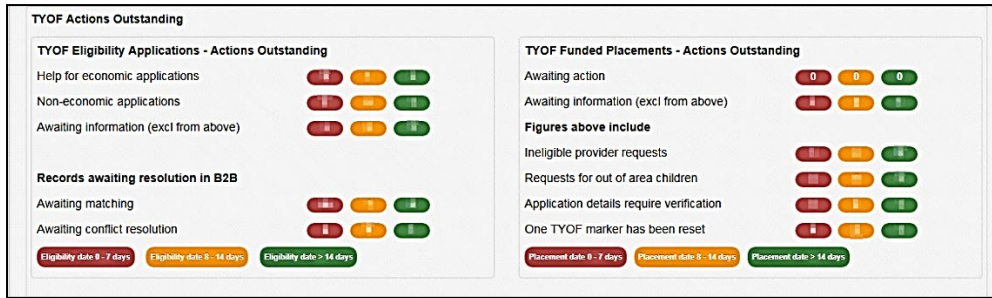 TYOF Actions Outstanding
TYOF Eligibility Applications - Actions Outstanding
Help for economic applications
Non-economic applications
Awaiting information (excl from above)
Records awaiting resolution in B2B
Awaiting matching
Awaiting conflict resolution
Eligibility date 0 - 7 days Eligibility date 8 - 14 days Eligibility date > 14 days
TYOF Funded Placements - Actions Outstanding
Awaiting action 0 0 0
Awaiting information (excl from above)
Figures above include
Ineligible provider requests
Requests for out of area children
Application details require verification
One TYOF marker has been reset
Placement date 0 - 7 days Placement date 8 - 14 days Placement date > 14 days